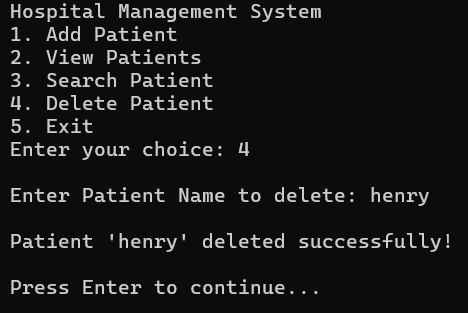 Hospital Management System
1. Add Patient
2. View Patients
3. Search Patient
4. Delete Patient
5. Exit
Enter your choice: 4
Enter Patient Name to delete: henry
Patient 'henry' deleted successfully!
Press Enter to continue...